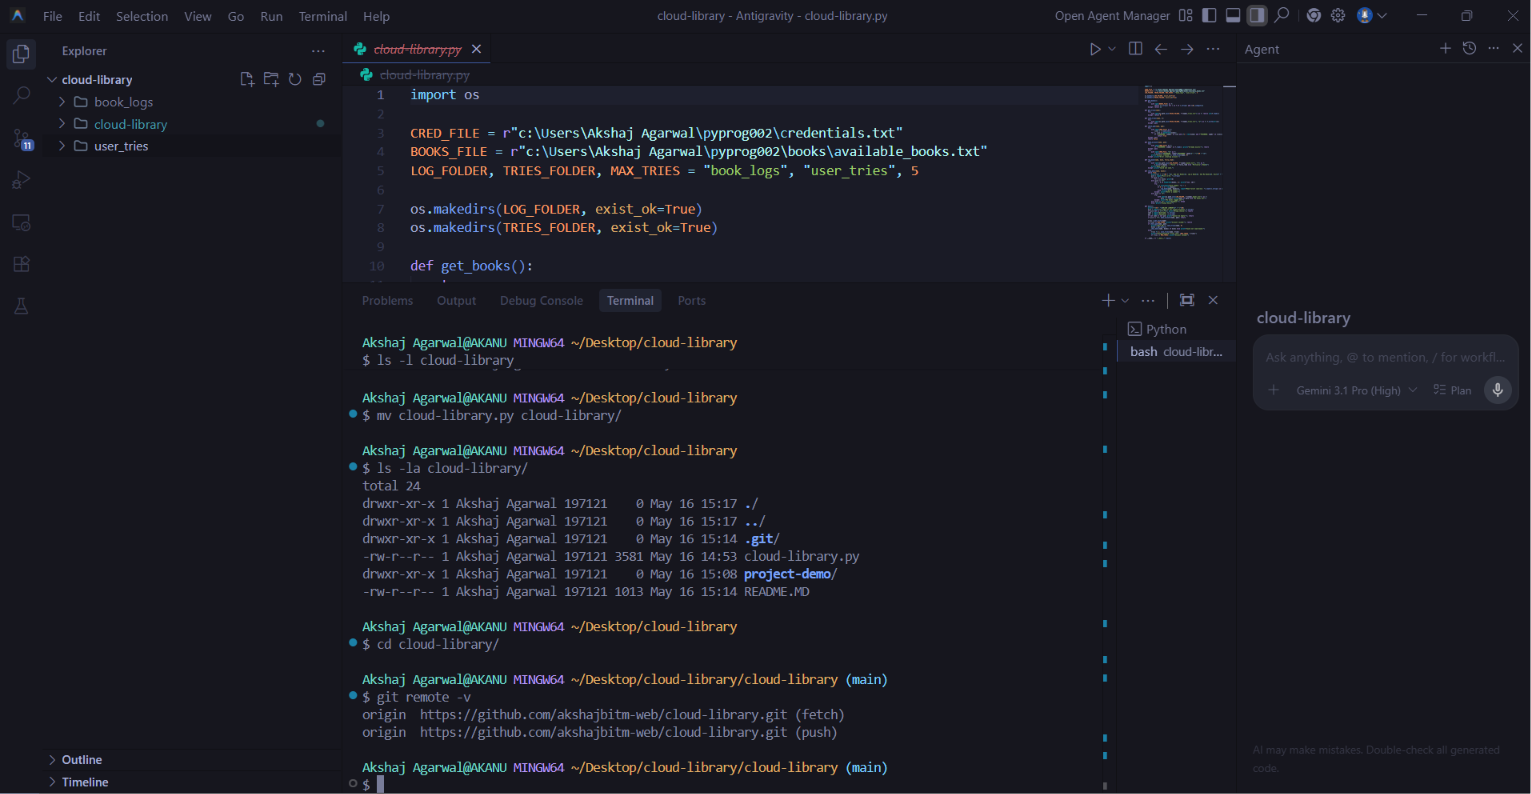 File Edit Selection View Go Run Terminal Help
cloud-library - Antigravity - cloud-library.py
Open Agent Manager
Explorer
cloud-library
book_logs
cloud-library
user_tries
11
Outline
Timeline
cloud-library.py
cloud-library.py
1 import os
2
3 CRED_FILE = r"c:\Users\Akshaj Agarwal\pyprog002\credentials.txt"
4 BOOKS_FILE = r"c:\Users\Akshaj Agarwal\pyprog002\books\available_books.txt"
5 LOG_FOLDER, TRIES_FOLDER, MAX_TRIES = "book_logs", "user_tries", 5
6
7 os.makedirs(LOG_FOLDER, exist_ok=True)
8 os.makedirs(TRIES_FOLDER, exist_ok=True)
9
10 def get_books():
Problems Output Debug Console Terminal Ports
Akshaj Agarwal@AKANU MINGW64 ~/Desktop/cloud-library
$ ls -l cloud-library
Akshaj Agarwal@AKANU MINGW64 ~/Desktop/cloud-library
$ mv cloud-library.py cloud-library/
Akshaj Agarwal@AKANU MINGW64 ~/Desktop/cloud-library
$ ls -la cloud-library/
total 24
drwxr-xr-x 1 Akshaj Agarwal 197121    0 May 16 15:17 ./
drwxr-xr-x 1 Akshaj Agarwal 197121    0 May 16 15:17 ../
drwxr-xr-x 1 Akshaj Agarwal 197121    0 May 16 15:14 .git/
-rw-r--r-- 1 Akshaj Agarwal 197121 3581 May 16 14:53 cloud-library.py
drwxr-xr-x 1 Akshaj Agarwal 197121    0 May 16 15:08 project-demo/
-rw-r--r-- 1 Akshaj Agarwal 197121 1013 May 16 15:14 README.MD
Akshaj Agarwal@AKANU MINGW64 ~/Desktop/cloud-library
$ cd cloud-library/
Akshaj Agarwal@AKANU MINGW64 ~/Desktop/cloud-library/cloud-library (main)
$ git remote -v
origin  https://github.com/akshajbitm-web/cloud-library.git (fetch)
origin  https://github.com/akshajbitm-web/cloud-library.git (push)
Akshaj Agarwal@AKANU MINGW64 ~/Desktop/cloud-library/cloud-library (main)
$
Python
bash cloud-libr...
Agent
cloud-library
Ask anything, @ to mention, / for workfl...
Gemini 3.1 Pro (High) Plan
AI may make mistakes. Double-check all generated
code.